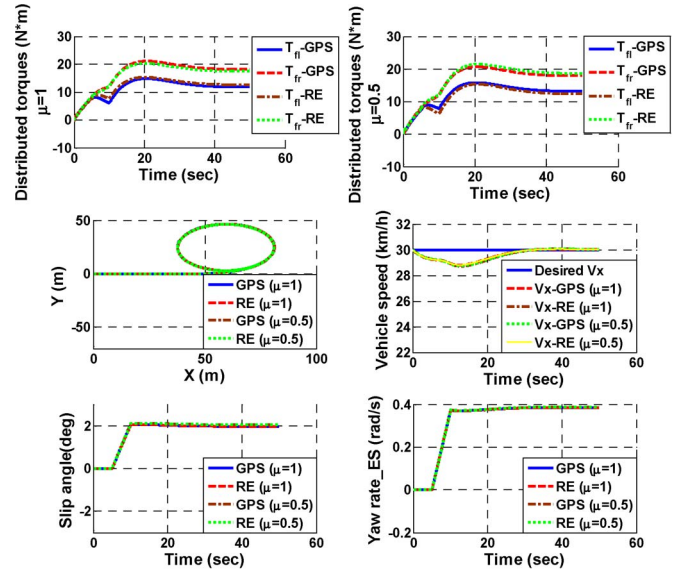 Distributed torques (N*m)
μ=1
30
20
10
0
-10
0
20
40
60
Time (sec)
T_fl-GPS
T_fr-GPS
T_fl-RE
T_fr-RE
Distributed torques (N*m)
μ=0.5
30
20
10
0
-10
0
20
40
60
Time (sec)
T_fl-GPS
T_fr-GPS
T_fl-RE
T_fr-RE
Y (m)
50
0
-50
0
50
100
X (m)
GPS (μ=1)
RE (μ=1)
GPS (μ=0.5)
RE (μ=0.5)
Vehicle speed (km/h)
32
30
28
26
24
22
0
20
40
60
Time (sec)
Desired Vx
Vx-GPS (μ=1)
Vx-RE (μ=1)
Vx-GPS (μ=0.5)
Vx-RE (μ=0.5)
Slip angle(deg)
2
0
-2
0
20
40
60
Time (sec)
GPS (μ=1)
RE (μ=1)
GPS (μ=0.5)
RE (μ=0.5)
Yaw rate_ES (rad/s)
0.4
0.2
0
-0.2
0
20
40
60
Time (sec)
GPS (μ=1)
RE (μ=1)
GPS (μ=0.5)
RE (μ=0.5)